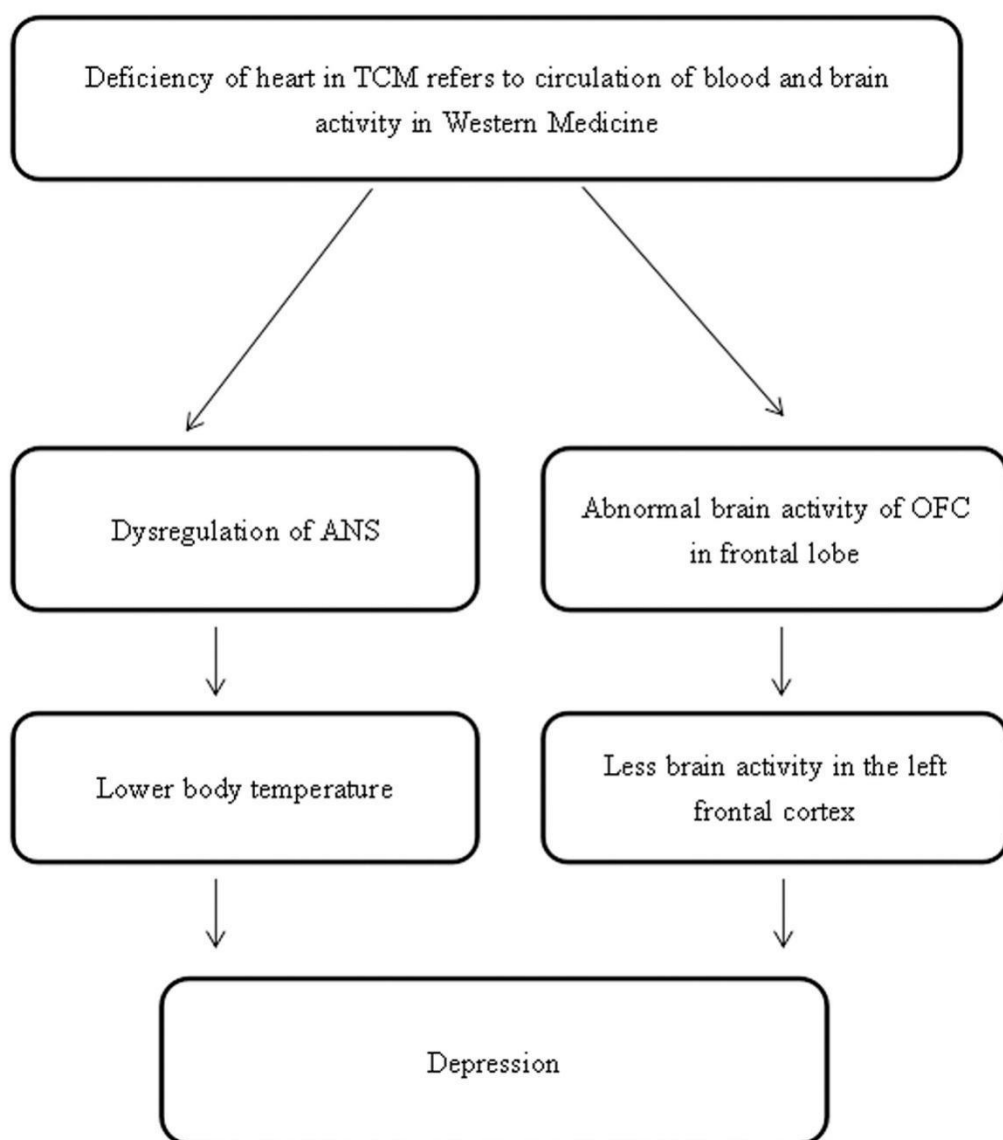 Deficiency of heart in TCM refers to circulation of blood and brain
activity in Western Medicine
Dysregulation of ANS
Abnormal brain activity of OFC
in frontal lobe
Lower body temperature
Less brain activity in the left
frontal cortex
Depression